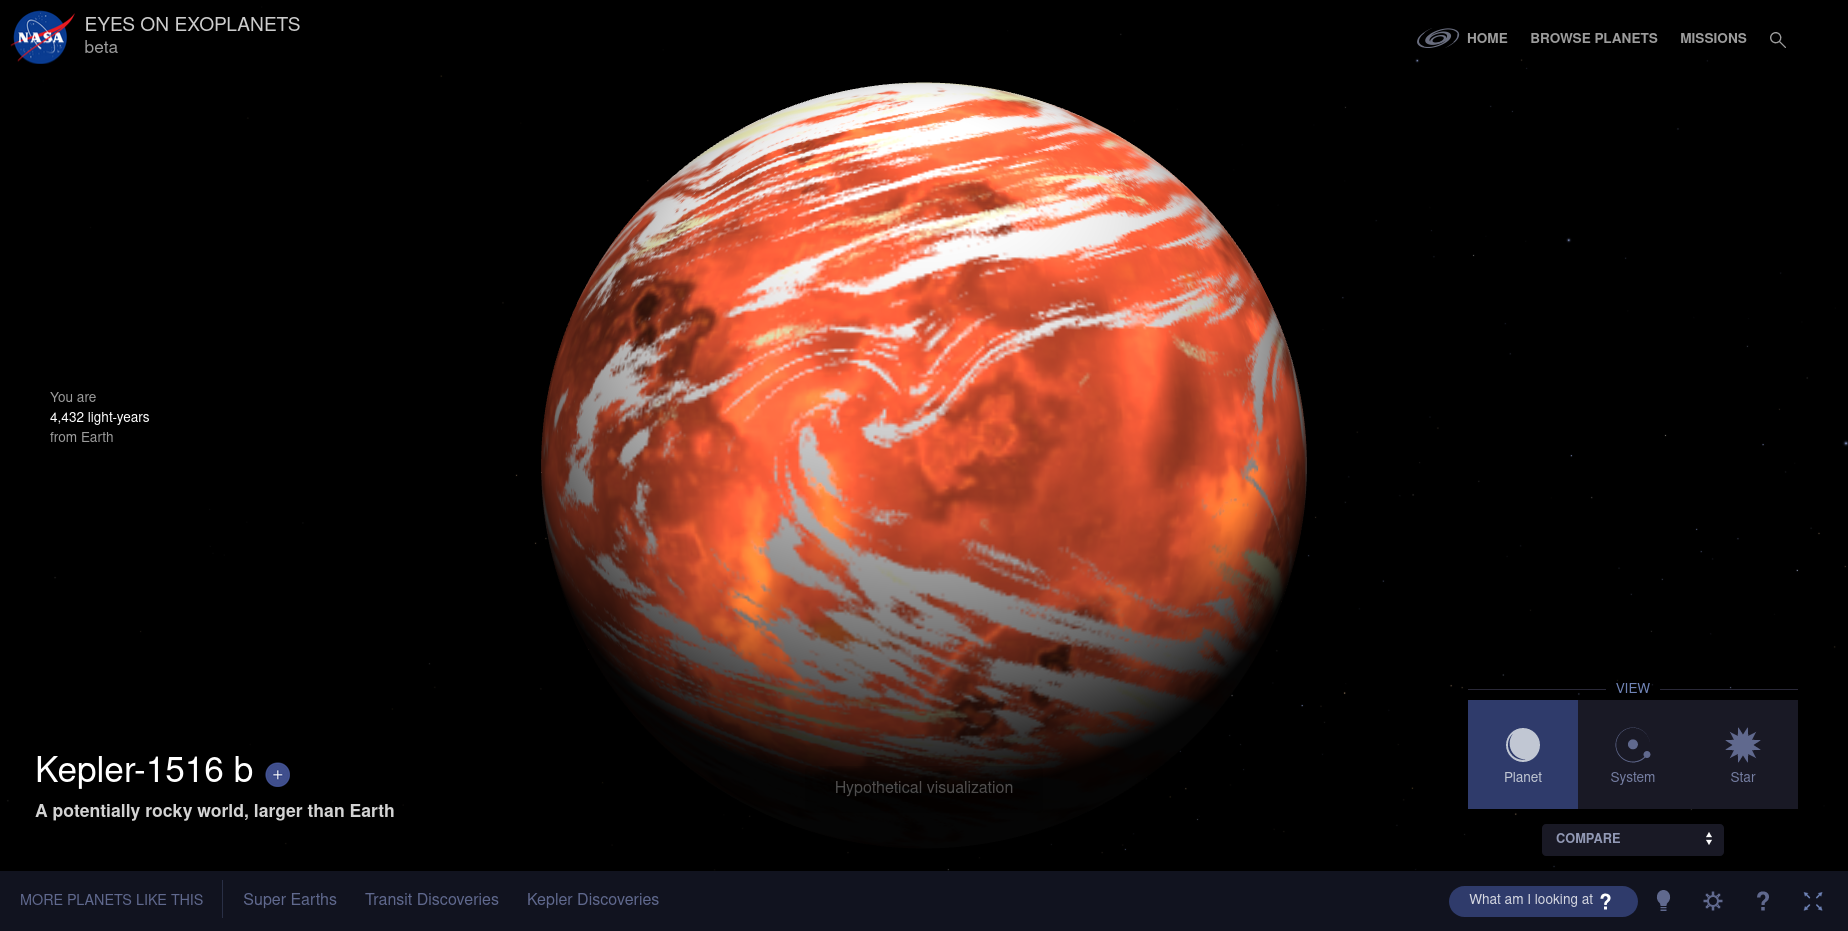 NASA
EYES ON EXOPLANETS
beta
HOME
BROWSE PLANETS
MISSIONS
You are
4,432 light-years
from Earth
Kepler-1516 b +
A potentially rocky world, larger than Earth
Hypothetical visualization
VIEW
Planet
System
Star
COMPARE
MORE PLANETS LIKE THIS
Super Earths
Transit Discoveries
Kepler Discoveries
What am I looking at ?
?